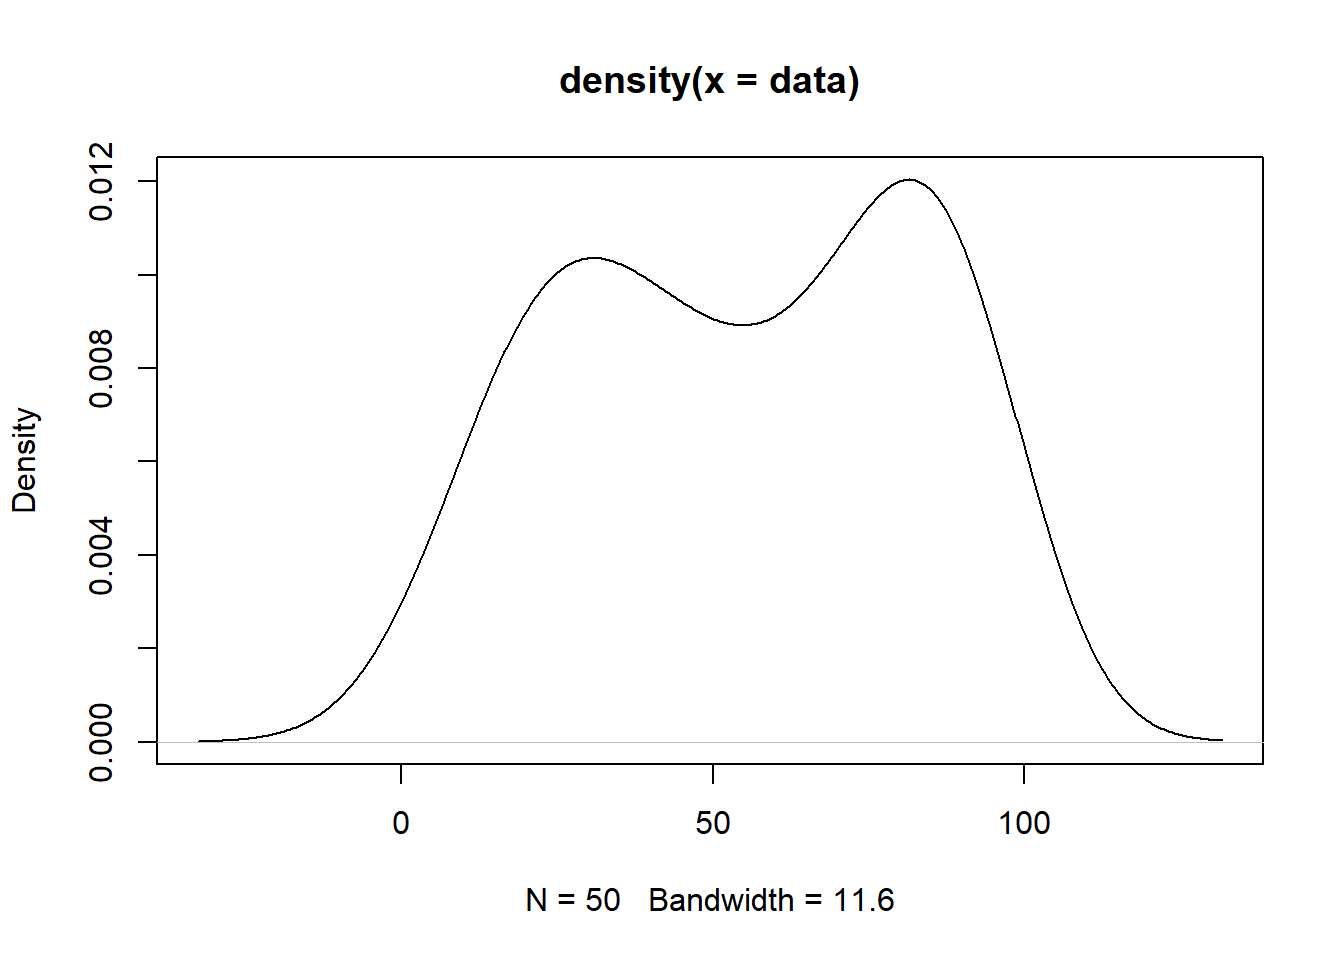 density(x = data)
Density
0.012
0.008
0.004
0.000
0 50 100
N = 50 Bandwidth = 11.6